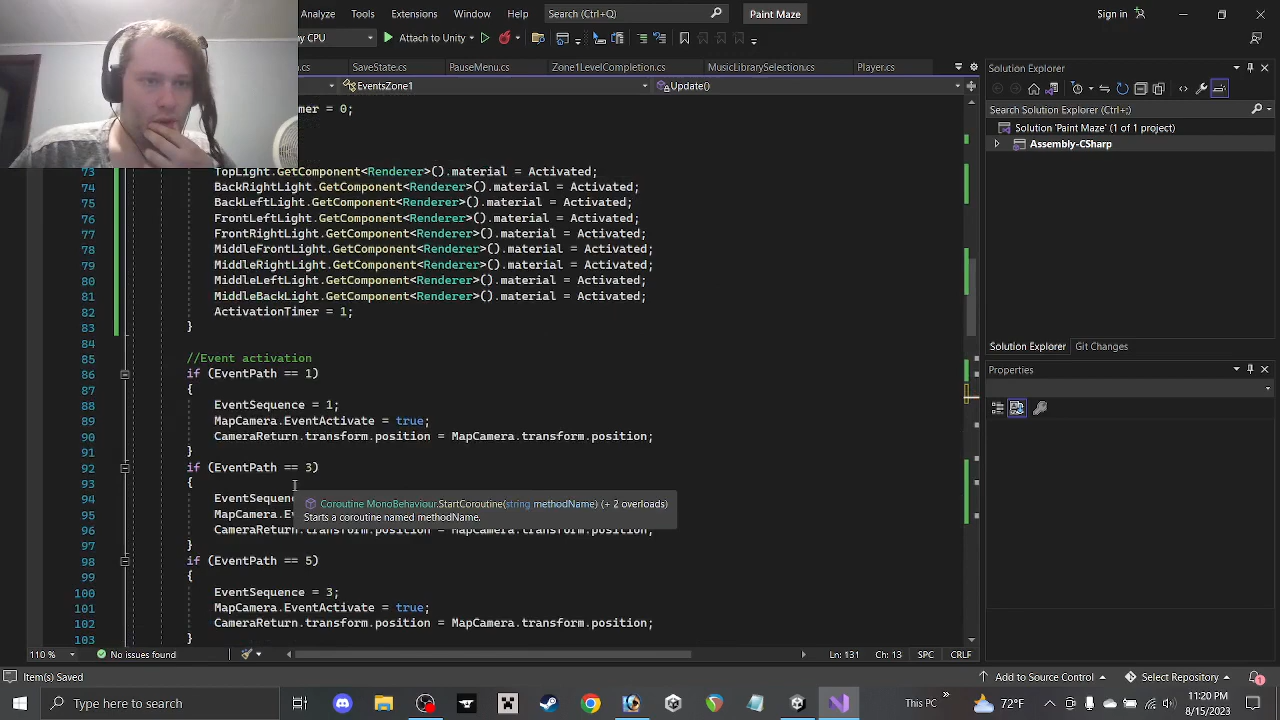 Analyze Tools Extensions Window Help Search (Ctrl+Q) Paint Maze Sign in
CPU Attach to Unity
.cs SaveState.cs PauseMenu.cs Zone1LevelCompletion.cs MusicLibrarySelection.cs Player.cs
EventsZone1 Update()
mer = 0;
73 TopLight.GetComponent<Renderer>().material = Activated;
74 BackRightLight.GetComponent<Renderer>().material = Activated;
75 BackLeftLight.GetComponent<Renderer>().material = Activated;
76 FrontLeftLight.GetComponent<Renderer>().material = Activated;
77 FrontRightLight.GetComponent<Renderer>().material = Activated;
78 MiddleFrontLight.GetComponent<Renderer>().material = Activated;
79 MiddleRightLight.GetComponent<Renderer>().material = Activated;
80 MiddleLeftLight.GetComponent<Renderer>().material = Activated;
81 MiddleBackLight.GetComponent<Renderer>().material = Activated;
82 ActivationTimer = 1;
83 }
84
85 //Event activation
86 if (EventPath == 1)
87 {
88 EventSequence = 1;
89 MapCamera.EventActivate = true;
90 CameraReturn.transform.position = MapCamera.transform.position;
91 }
92 if (EventPath == 3)
93 {
94 EventSequenc
Coroutine MonoBehaviour.StartCoroutine(string methodName) (+ 2 overloads)
Starts a coroutine named methodName.
95 MapCamera.Ev
96 CameraReturn.transform.position = MapCamera.transform.position;
97 }
98 if (EventPath == 5)
99 {
100 EventSequence = 3;
101 MapCamera.EventActivate = true;
102 CameraReturn.transform.position = MapCamera.transform.position;
103 }
110 % No issues found Ln: 131 Ch: 13 SPC CRLF
Solution Explorer
Search Solution Explorer (Ctrl+;)
Solution 'Paint Maze' (1 of 1 project)
Assembly-CSharp
Solution Explorer Git Changes
Properties
Item(s) Saved Add to Source Control Select Repository 1
Type here to search This PC » 72°F 11:20 PM
8/15/2023